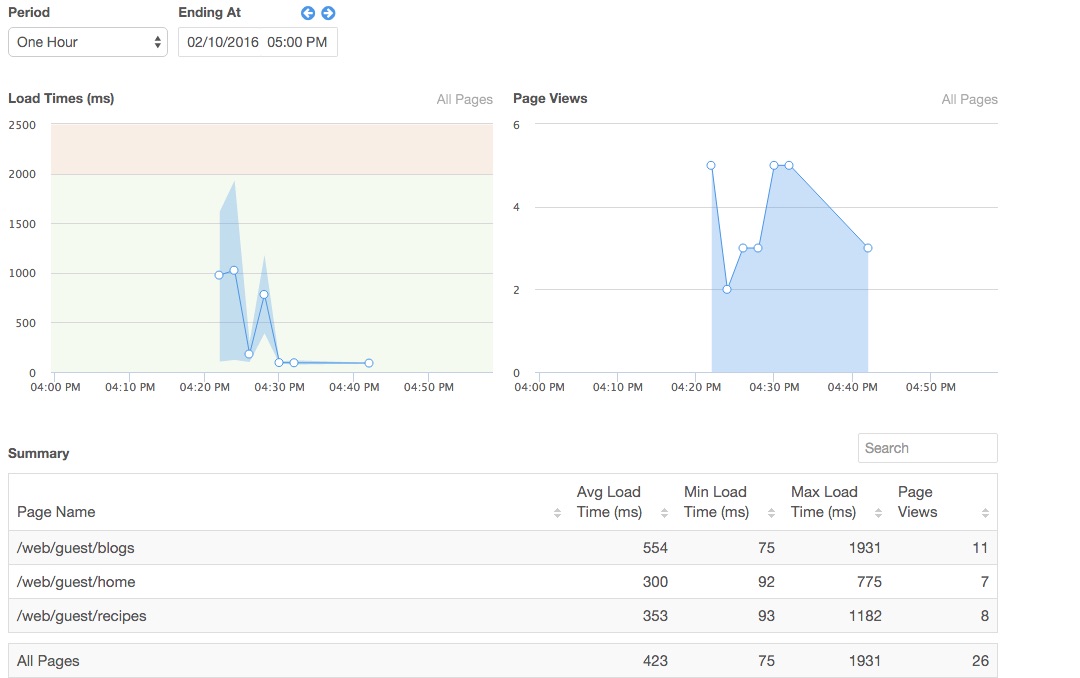 Period Ending At
One Hour 02/10/2016 05:00 PM
Load Times (ms) All Pages
2500
2000
1500
1000
500
0
04:00 PM 04:10 PM 04:20 PM 04:30 PM 04:40 PM 04:50 PM
Page Views All Pages
6
4
2
0
04:00 PM 04:10 PM 04:20 PM 04:30 PM 04:40 PM 04:50 PM
Summary Search
Page Name Avg Load Time (ms) Min Load Time (ms) Max Load Time (ms) Page Views
/web/guest/blogs 554 75 1931 11
/web/guest/home 300 92 775 7
/web/guest/recipes 353 93 1182 8
All Pages 423 75 1931 26